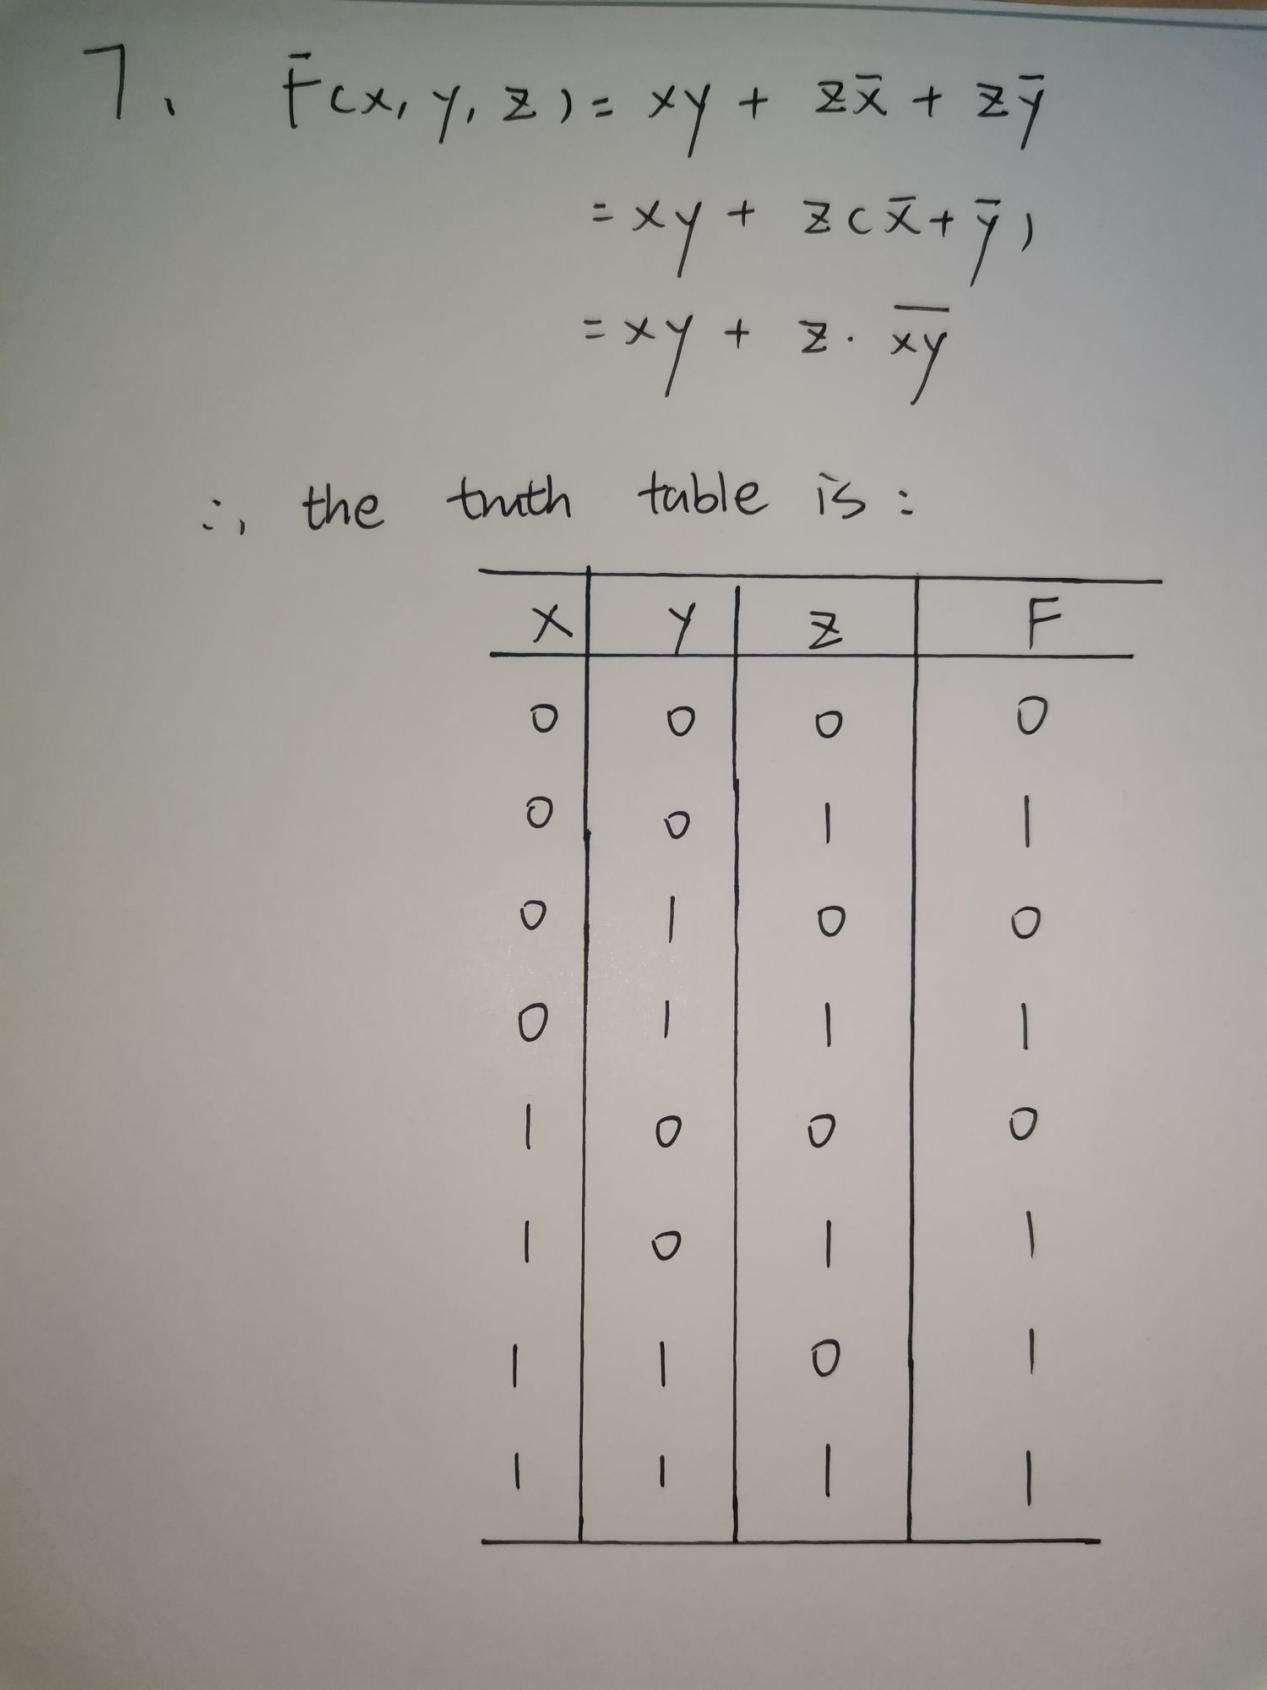 7. F(x, y, z) = xy + zx̄ + zȳ
= xy + z(x̄ + ȳ)
= xy + z · x̅y̅
∴, the truth table is:
X Y Z F
0 0 0 0
0 0 1 1
0 1 0 0
0 1 1 1
1 0 0 0
1 0 1 1
1 1 0 1
1 1 1 1